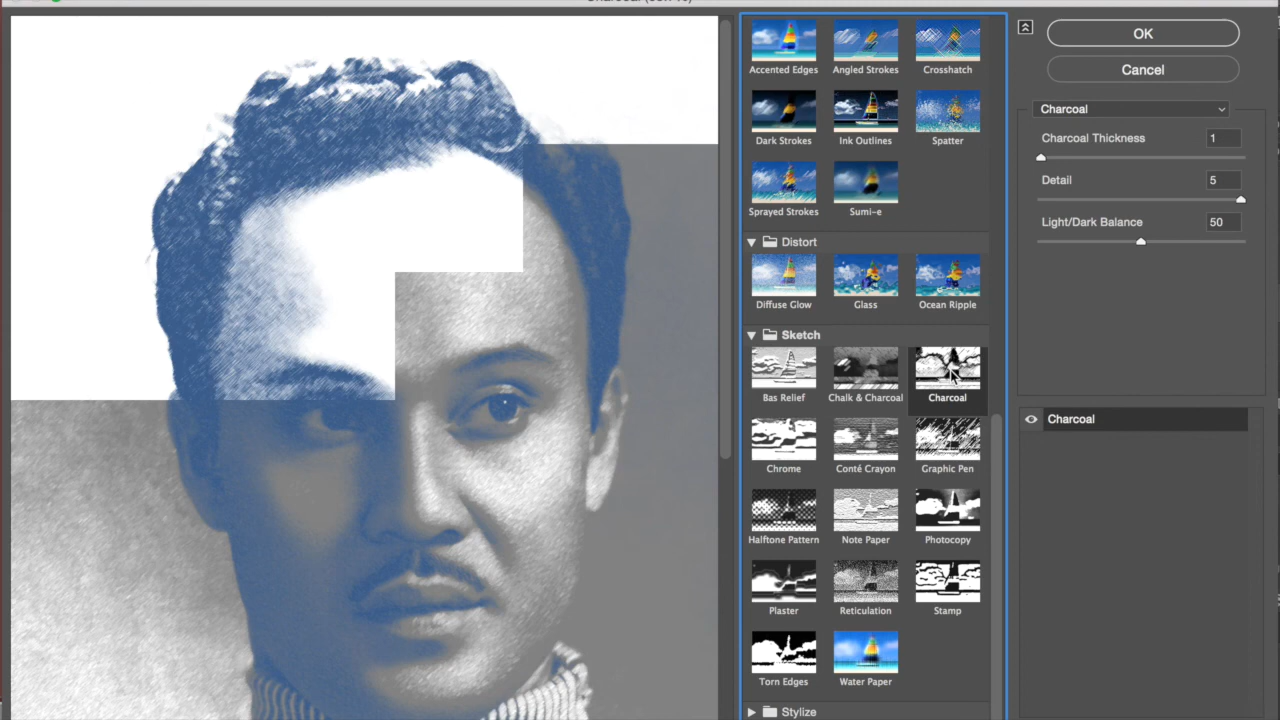 OK
Accented Edges Angled Strokes Crosshatch
Cancel
Charcoal
Dark Strokes Ink Outlines Spatter
Charcoal Thickness 1
Detail 5
Sprayed Strokes Sumi-e
Light/Dark Balance 50
Distort
Diffuse Glow Glass Ocean Ripple
Sketch
Bas Relief Chalk & Charcoal Charcoal
Charcoal
Chrome Conté Crayon Graphic Pen
Halftone Pattern Note Paper Photocopy
Plaster Reticulation Stamp
Torn Edges Water Paper
Stylize